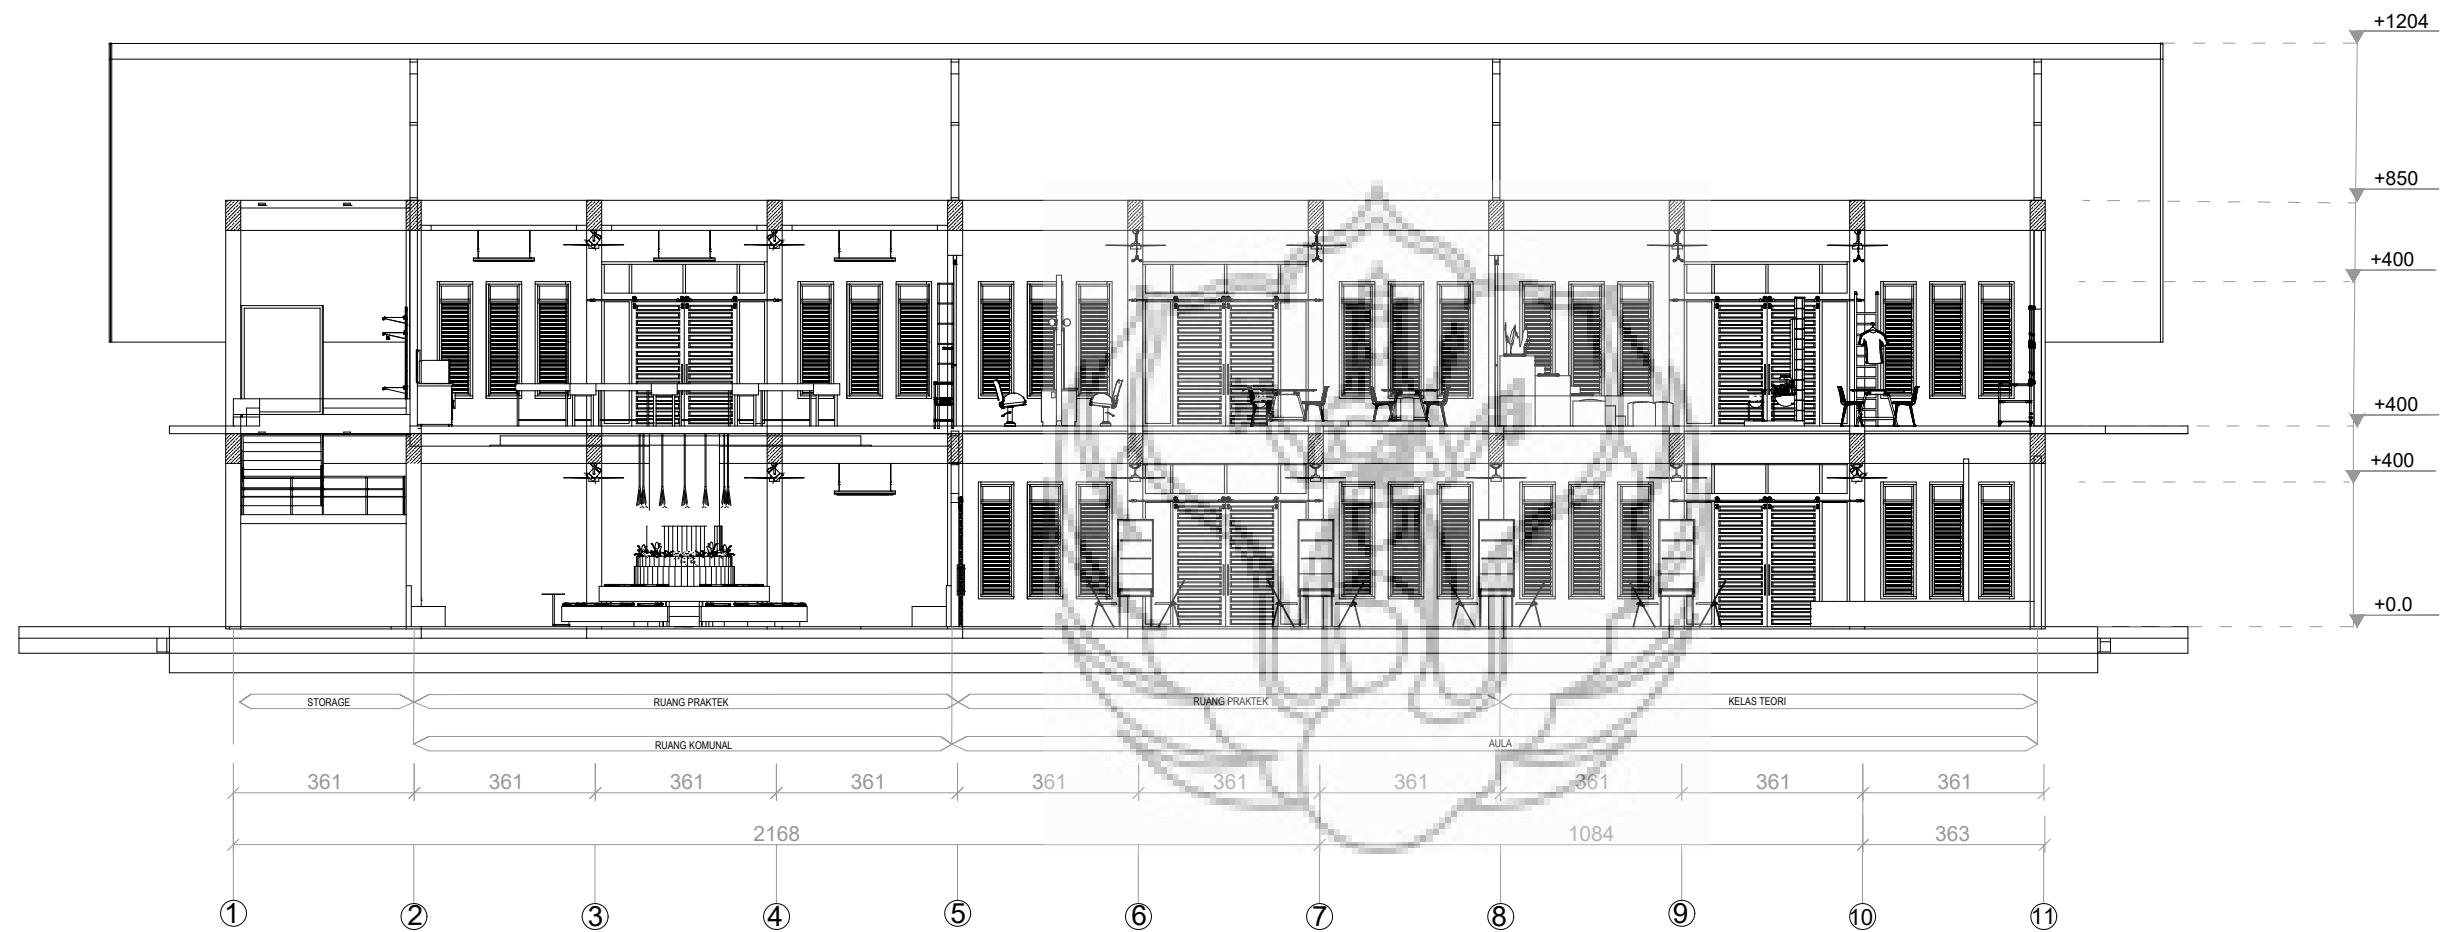 +1204
+850
+400
+400
+400
+0.0
STORAGE RUANG PRAKTEK RUANG PRAKTEK KELAS TEORI
RUANG KOMUNAL AULA
361 361 361 361 361 361 361 361 361 361
2168 1084 363
1 2 3 4 5 6 7 8 9 10 11